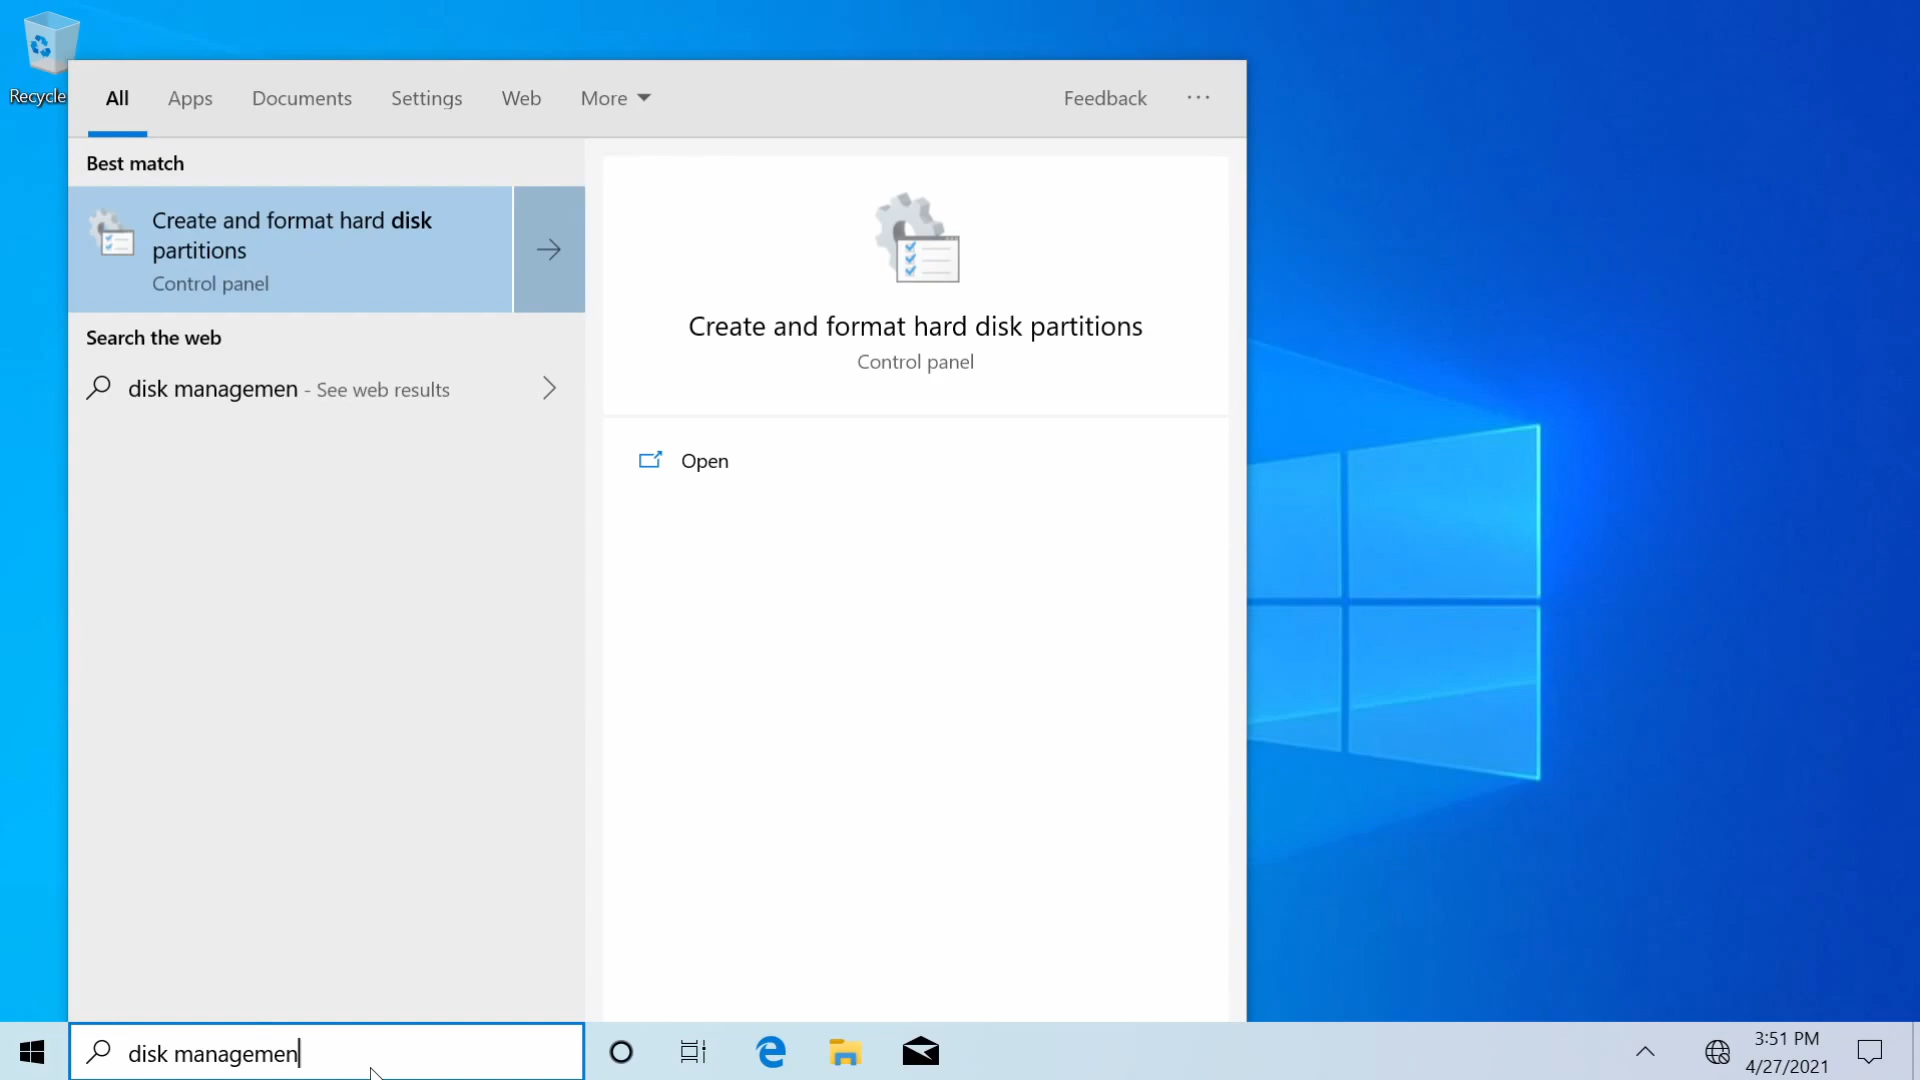 Recycle
All Apps Documents Settings Web More Feedback ...
Best match
Create and format hard disk
partitions
Control panel
Search the web
disk managemen - See web results
Create and format hard disk partitions
Control panel
Open
disk managemen
3:51 PM
4/27/2021